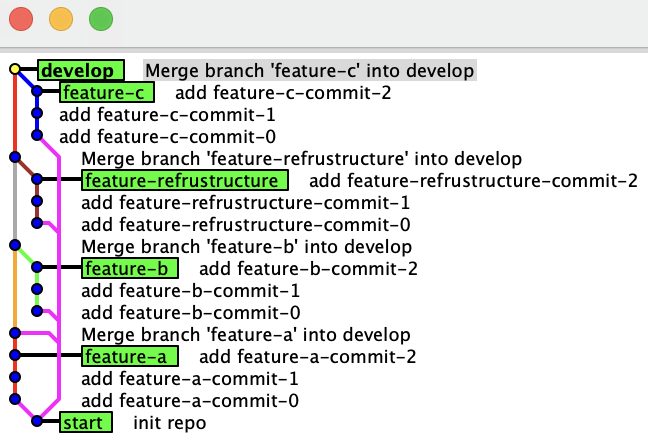 develop Merge branch 'feature-c' into develop
feature-c add feature-c-commit-2
add feature-c-commit-1
add feature-c-commit-0
Merge branch 'feature-refrustructure' into develop
feature-refrustructure add feature-refrustructure-commit-2
add feature-refrustructure-commit-1
add feature-refrustructure-commit-0
Merge branch 'feature-b' into develop
feature-b add feature-b-commit-2
add feature-b-commit-1
add feature-b-commit-0
Merge branch 'feature-a' into develop
feature-a add feature-a-commit-2
add feature-a-commit-1
add feature-a-commit-0
start init repo